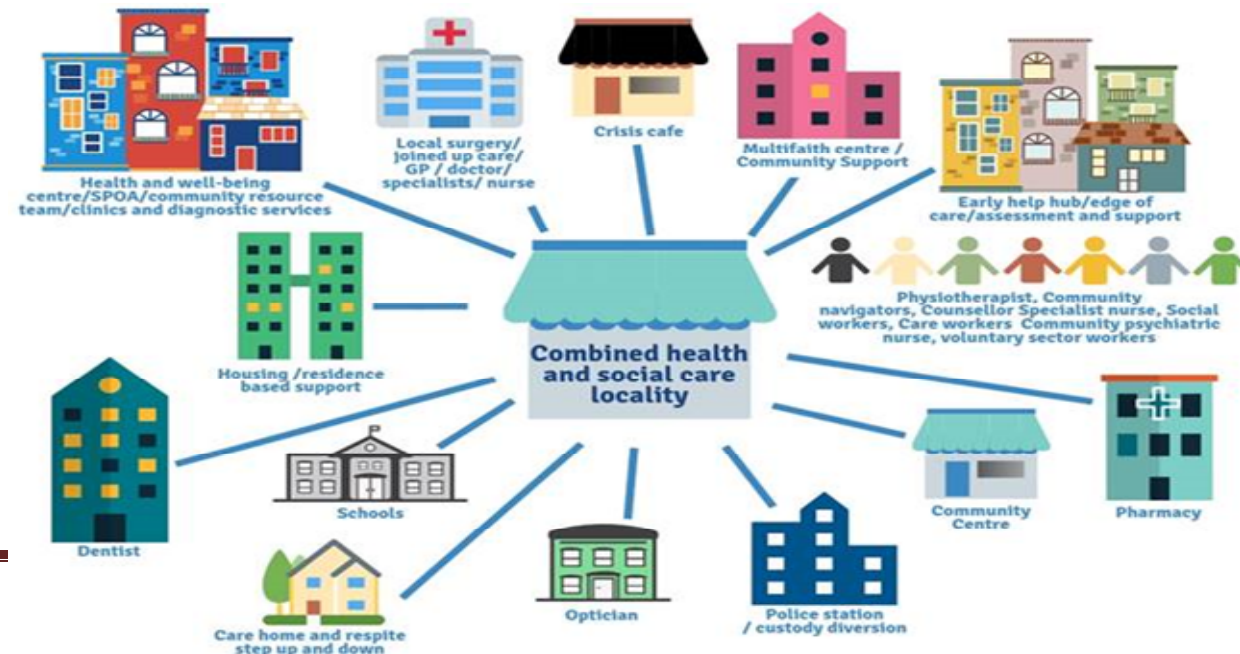 Health and well-being
centre/SPOA/community resource
team/clinics and diagnostic services
Local surgery/
joined up care/
GP / doctor/
specialists/ nurse
Crisis cafe
Multifaith centre /
Community Support
Early help hub/edge of
care/assessment and support
Physiotherapist, Community
navigators, Counsellor Specialist nurse, Social
workers, Care workers Community psychiatric
nurse, voluntary sector workers
Housing /residence
based support
Combined health
and social care
locality
Dentist
Schools
Care home and respite
step up and down
Optician
Police station
/ custody diversion
Community
Centre
Pharmacy